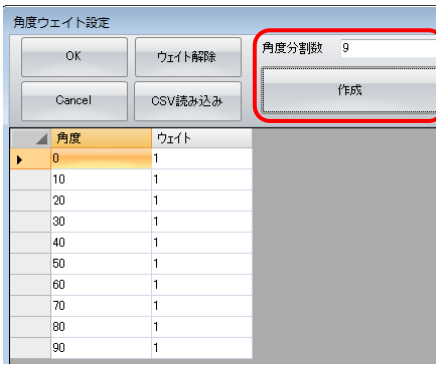 角度ウェイト設定
OK
ウェイト解除
角度分割数 9
Cancel
CSV読み込み
作成
角度 ウェイト
0 1
10 1
20 1
30 1
40 1
50 1
60 1
70 1
80 1
90 1